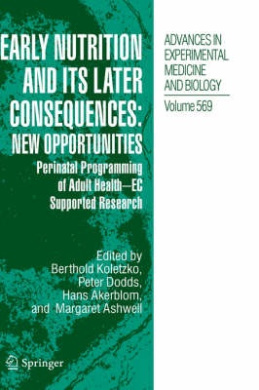 EARLY NUTRITION
AND ITS LATER
CONSEQUENCES:
NEW OPPORTUNITIES
Perinatal Programming
of Adult Health—EC
Supported Research
Edited by
Berthold Koletzko,
Peter Dodds,
Hans Akerblom,
and Margaret Ashwell
Springer
ADVANCES IN
EXPERIMENTAL
MEDICINE
AND BIOLOGY
Volume 569